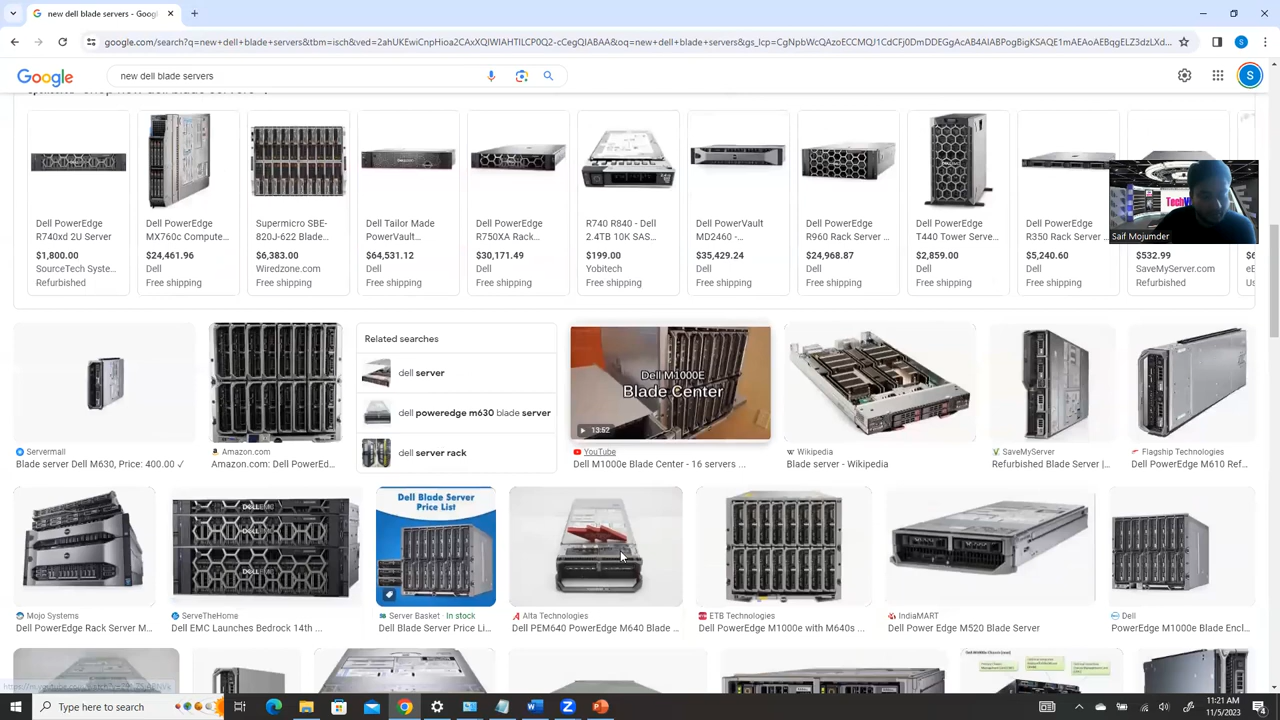 new dell blade servers - Goog
google.com/search?q=new+dell+blade+servers&tbm=isch&ved=2ahUKEwiCnpHioa2CAxXQIWIAHTlLCP0Q2-cCegQIABAA&oq=new+dell+blade+servers&gs_lcp=
Google
new dell blade servers
S
Dell PowerEdge
R740xd 2U Server
$1,800.00
SourceTech Syste...
Refurbished
Dell PowerEdge
MX760c Compute...
$24,461.96
Dell
Free shipping
Supermicro SBE-
820J-622 Blade...
$6,383.00
Wiredzone.com
Free shipping
Dell Tailor Made
PowerVault...
$64,531.12
Dell
Free shipping
Dell PowerEdge
R750XA Rack...
$30,171.49
Dell
Free shipping
R740 R840 - Dell
2.4TB 10K SAS...
$199.00
Yobitech
Free shipping
Dell PowerVault
MD2460 -...
$35,429.24
Dell
Free shipping
Dell PowerEdge
R960 Rack Server ...
$24,968.87
Dell
Free shipping
Dell PowerEdge
T440 Tower Serve...
$2,859.00
Dell
Free shipping
Dell PowerEdge
R350 Rack Server ...
$5,240.60
Dell
Free shipping
$532.99
SaveMyServer.com
Refurbished
Saif Mojumder
Servermall
Blade server Dell M630, Price: 400.00 ✓
Amazon.com
Amazon.com: Dell PowerEd...
Related searches
dell server
dell poweredge m630 blade server
dell server rack
Dell M1000E
Blade Center
13:52
YouTube
Dell M1000e Blade Center - 16 servers ...
Wikipedia
Blade server - Wikipedia
SaveMyServer
Refurbished Blade Server |...
Flagship Technologies
Dell PowerEdge M610 Ref...
Mojo Systems
Dell PowerEdge Rack Server M...
ServeTheHome
Dell EMC Launches Bedrock 14th ...
Dell Blade Server
Price List
Server Basket · In stock
Dell Blade Server Price Li...
Alta Technologies
Dell PEM640 PowerEdge M640 Blade ...
ETB Technologies
Dell PowerEdge M1000e with M640s ...
IndiaMART
Dell Power Edge M520 Blade Server
Dell
PowerEdge M1000e Blade Encl...
Type here to search
11:21 AM
11/5/2023